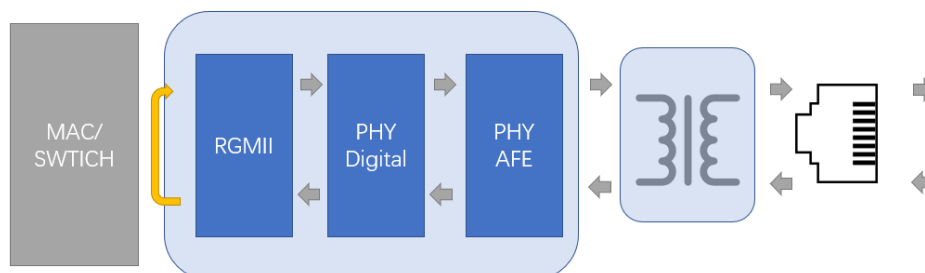 MAC/
SWTICH
RGMII
PHY
Digital
PHY
AFE